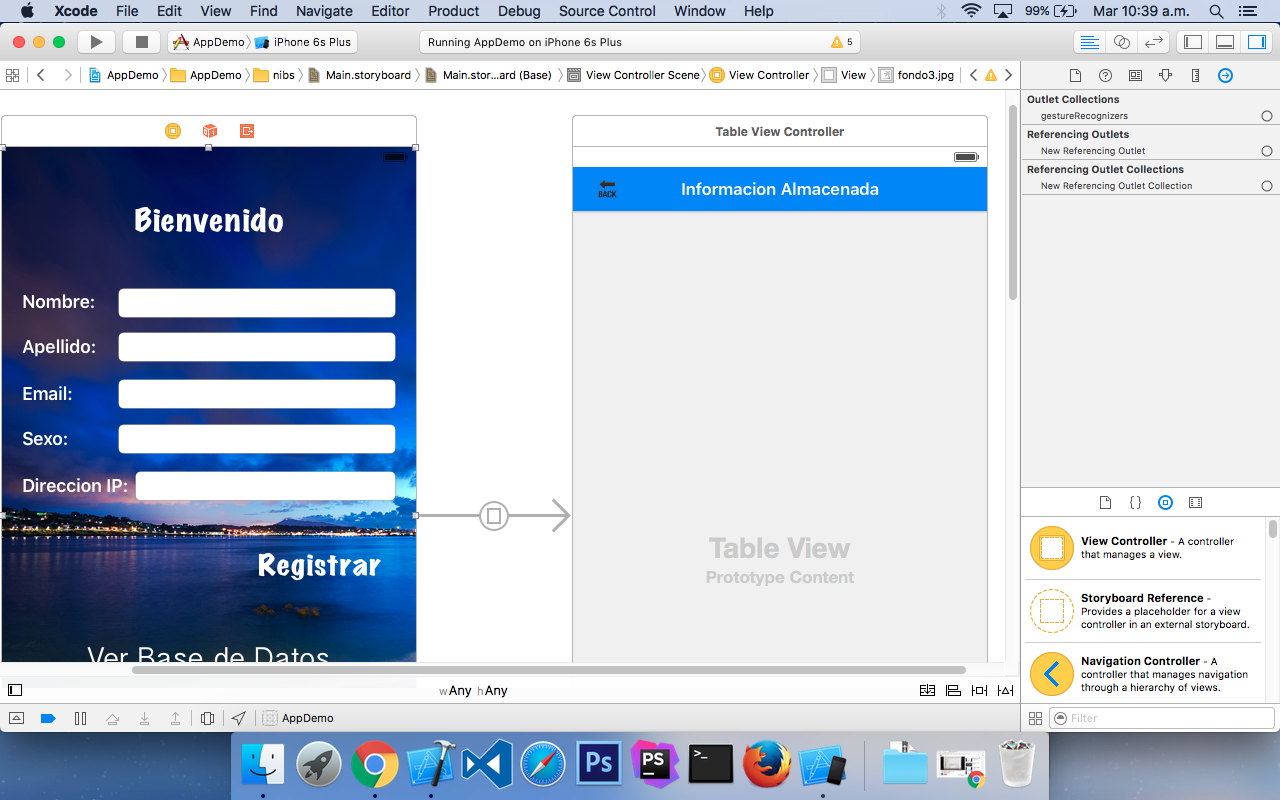 Xcode File Edit View Find Navigate Editor Product Debug Source Control Window Help 99% Mar 10:39 a.m.
AppDemo iPhone 6s Plus Running AppDemo on iPhone 6s Plus 5
AppDemo AppDemo nibs Main.storyboard Main.stor...ard (Base) View Controller Scene View Controller View fondo3.jpg
Bienvenido
Nombre:
Apellido:
Email:
Sexo:
Direccion IP:
Registrar
Ver Base de Datos
Table View Controller
BACK Informacion Almacenada
Table View
Prototype Content
wAny hAny
AppDemo
Outlet Collections
gestureRecognizers
Referencing Outlets
New Referencing Outlet
Referencing Outlet Collections
New Referencing Outlet Collection
{}
View Controller - A controller
that manages a view.
Storyboard Reference -
Provides a placeholder for a view
controller in an external storyboard.
Navigation Controller - A
controller that manages navigation
through a hierarchy of views.
Filter
Ps PS >_